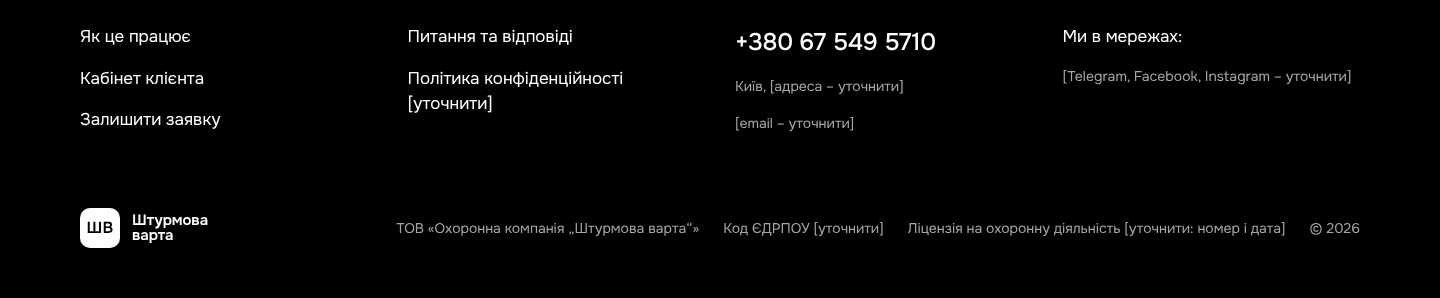 Як це працює
Кабінет клієнта
Залишити заявку
Питання та відповіді
Політика конфіденційності
[уточнити]
+380 67 549 5710
Київ, [адреса – уточнити]
[email – уточнити]
Ми в мережах:
[Telegram, Facebook, Instagram – уточнити]
ШВ
Штурмова
варта
ТОВ «Охоронна компанія „Штурмова варта“» Код ЄДРПОУ [уточнити] Ліцензія на охоронну діяльність [уточнити: номер і дата] © 2026